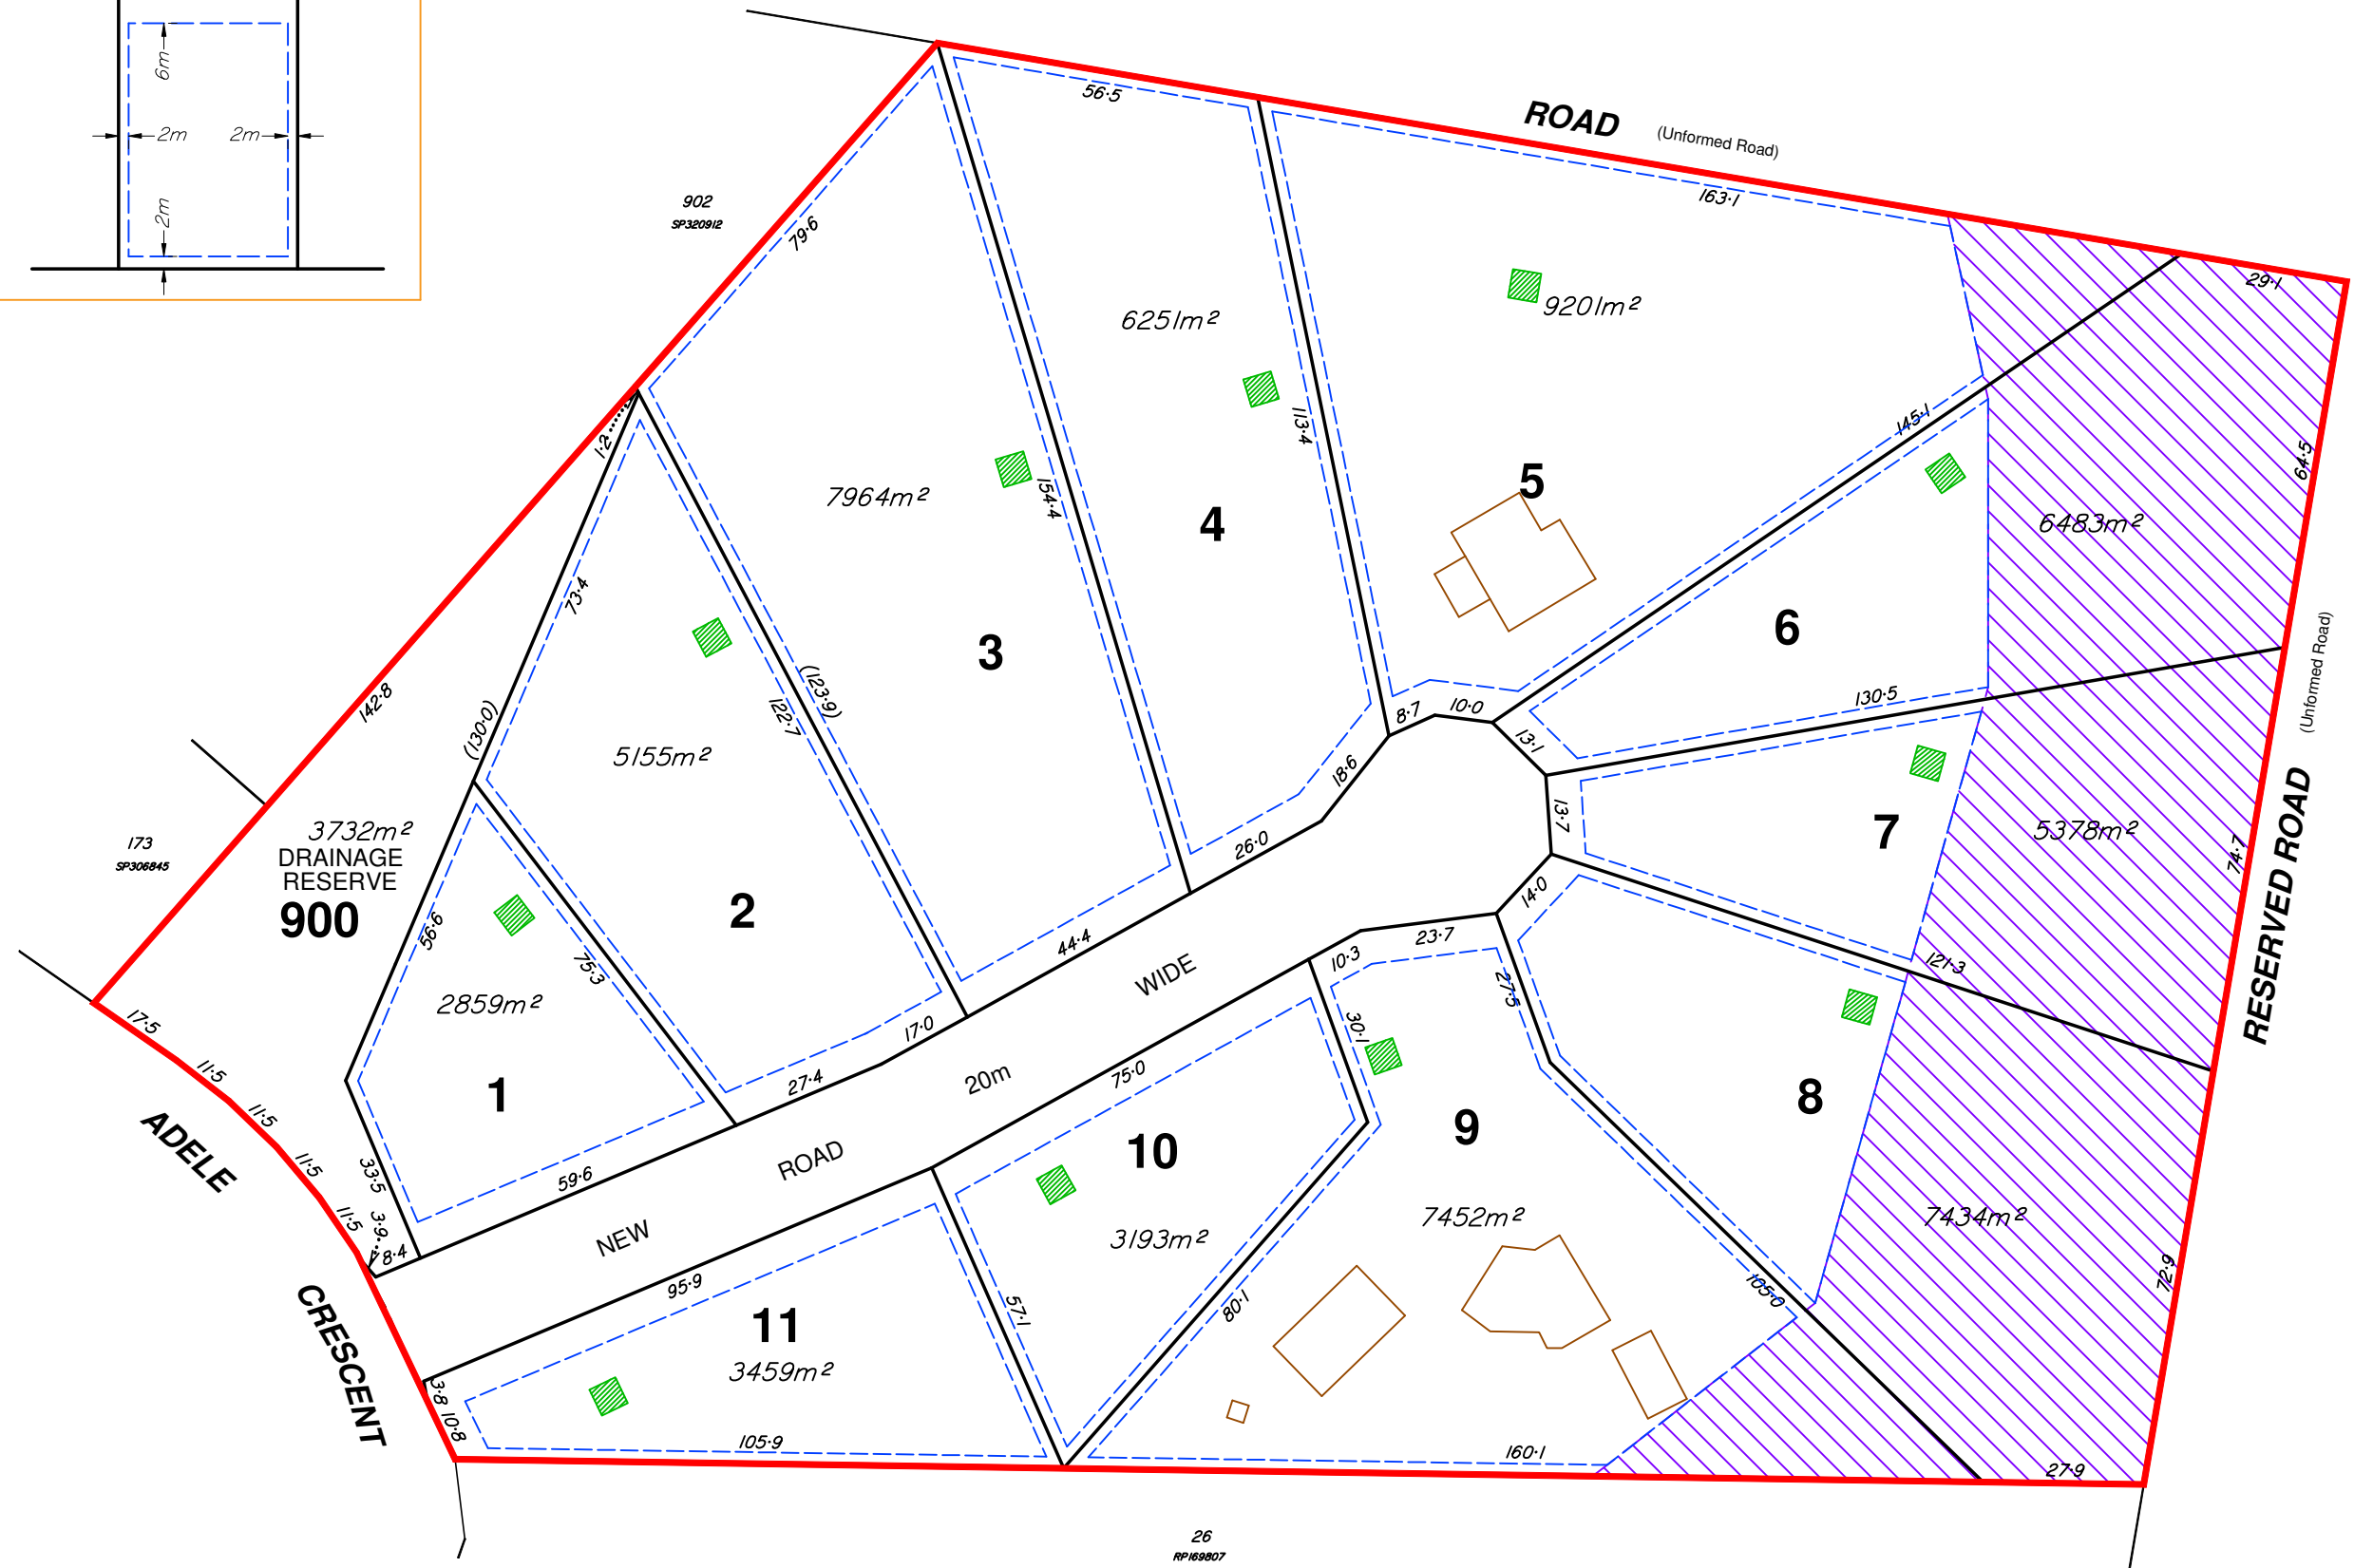 6m
2m
2m
2m
ROAD
(Unformed Road)
56·5
163·1
902
SP320912
79·6
29·1
6251m²
9201m²
113·4
145·1
1·2
64·5
154·4
7964m²
5
4
6483m²
73·4
6
3
(Unformed Road)
(123·9)
122·7
(130·0)
142·8
130·5
8·7
10·0
13·1
5155m²
18·6
13·7
7
5378m²
74·7
RESERVED ROAD
173
SP306845
3732m²
DRAINAGE
RESERVE
900
26·0
14·0
2
56·6
75·3
44·4
WIDE
10·3
23·7
27·5
121·3
2859m²
17·0
30·1
17·5
11·5
11·5
11·5
11·5
ADELE
CRESCENT
1
27·4
20m
75·0
8
9
10
33·5
59·6
ROAD
3·9
8·4
NEW
3193m²
7452m²
7434m²
72·9
105·0
95·9
57·1
80·1
11
3459m²
3·8
10·8
105·9
160·1
27·9
26
RP169807